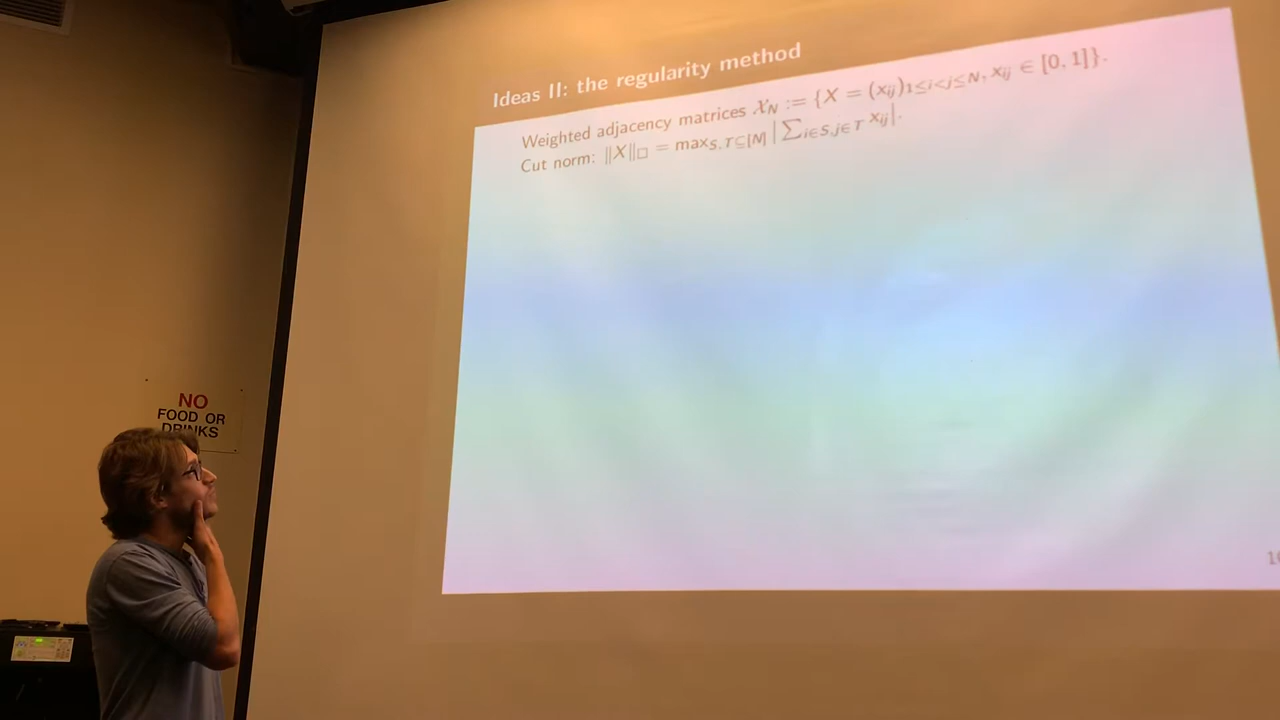 Ideas II: the regularity method
Weighted adjacency matrices 𝒳_N := {X = (x_ij)_{1≤i<j≤N}, x_ij ∈ [0, 1]}.
Cut norm: ‖X‖_□ = max_{S,T⊆[N]} |∑_{i∈S,j∈T} x_ij|.
NO
FOOD OR
DRINKS